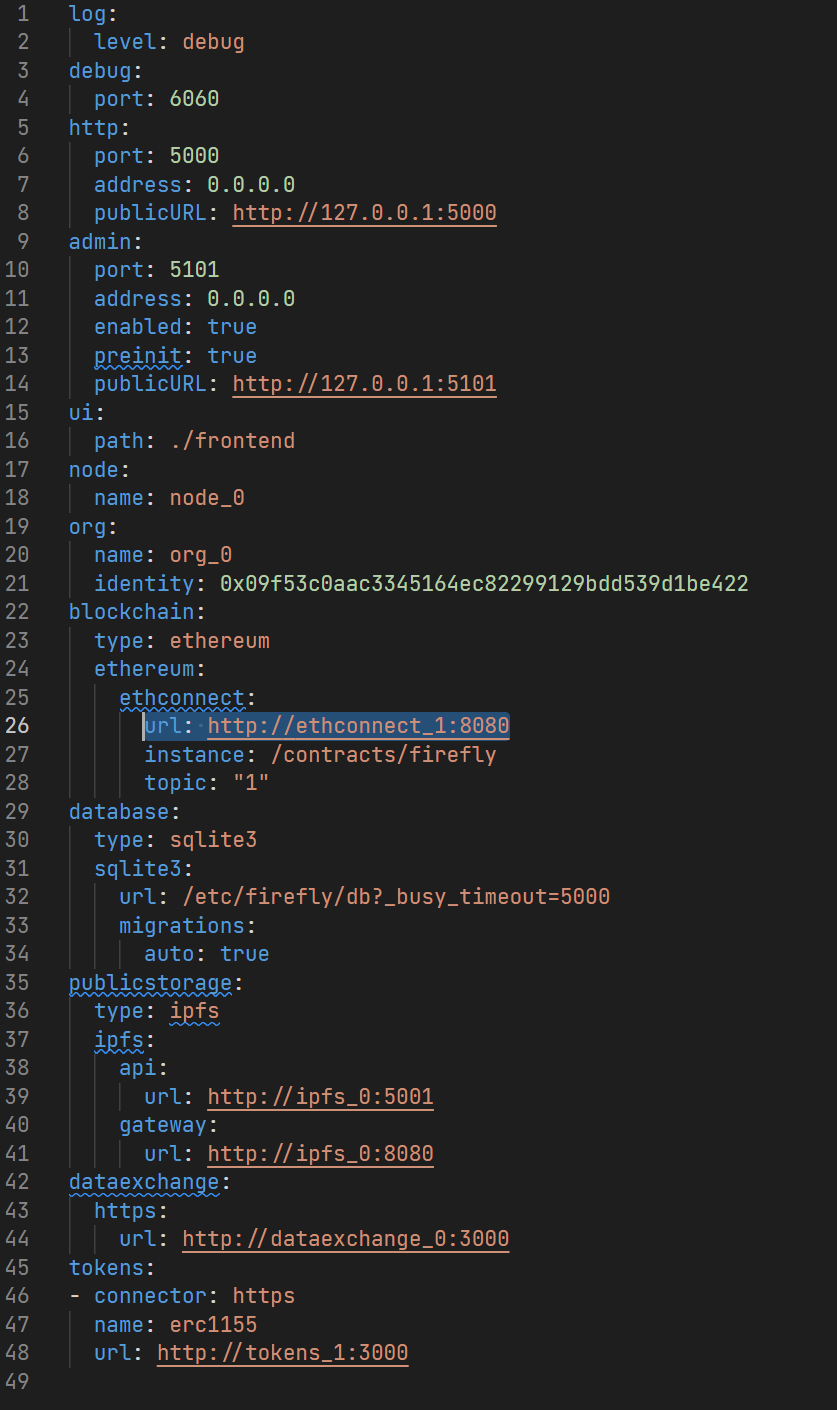 1 log:
2   level: debug
3 debug:
4   port: 6060
5 http:
6   port: 5000
7   address: 0.0.0.0
8   publicURL: http://127.0.0.1:5000
9 admin:
10   port: 5101
11   address: 0.0.0.0
12   enabled: true
13   preinit: true
14   publicURL: http://127.0.0.1:5101
15 ui:
16   path: ./frontend
17 node:
18   name: node_0
19 org:
20   name: org_0
21   identity: 0x09f53c0aac3345164ec82299129bdd539d1be422
22 blockchain:
23   type: ethereum
24   ethereum:
25     ethconnect:
26       url: http://ethconnect_1:8080
27       instance: /contracts/firefly
28       topic: "1"
29 database:
30   type: sqlite3
31   sqlite3:
32     url: /etc/firefly/db?_busy_timeout=5000
33     migrations:
34       auto: true
35 publicstorage:
36   type: ipfs
37   ipfs:
38     api:
39       url: http://ipfs_0:5001
40     gateway:
41       url: http://ipfs_0:8080
42 dataexchange:
43   https:
44     url: http://dataexchange_0:3000
45 tokens:
46 - connector: https
47   name: erc1155
48   url: http://tokens_1:3000
49